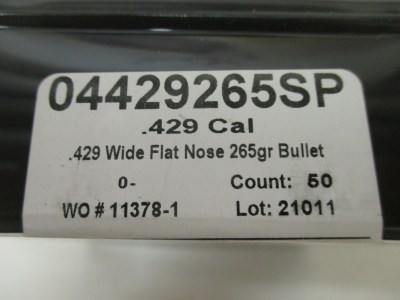 04429265SP
.429 Cal
.429 Wide Flat Nose 265gr Bullet
0- Count: 50
WO # 11378-1 Lot: 21011